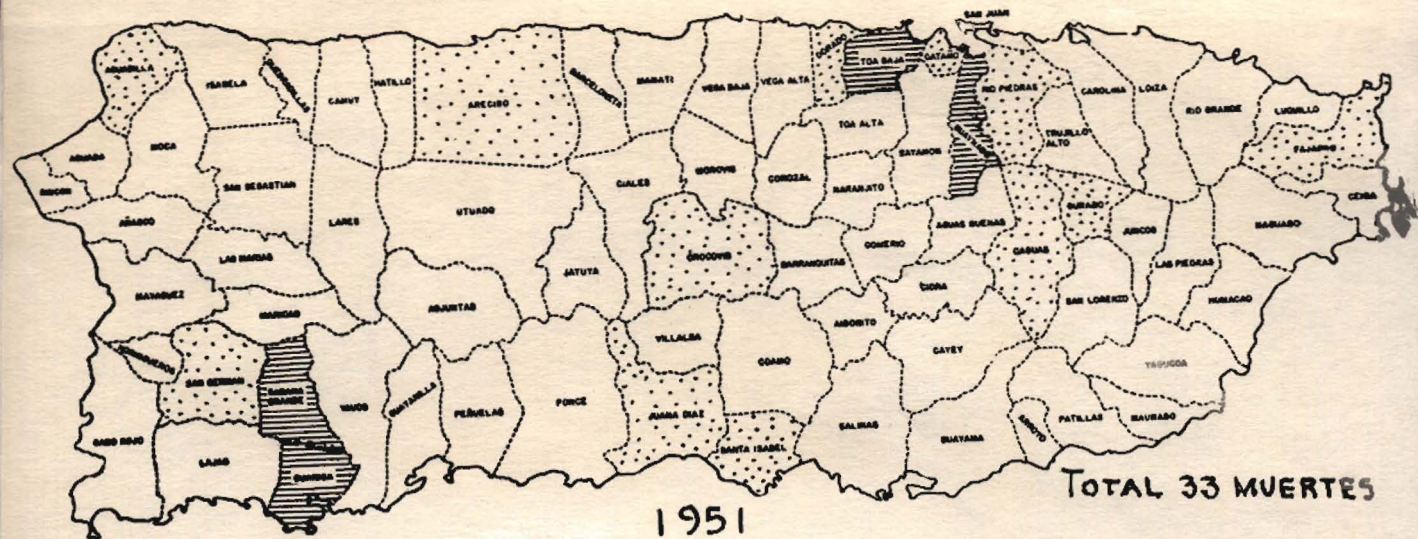 SAN JUAN
AGUADILLA
ISABELA
QUEBRADILLAS
CAMUY
HATILLO
ARECIBO
BARCELONETA
MANATI
VEGA BAJA
VEGA ALTA
DORADO
TOA BAJA
CATAÑO
RIO PIEDRAS
CAROLINA
LOIZA
RIO GRANDE
LUQUILLO
FAJARDO
AGUADA
MOCA
TOA ALTA
TRUJILLO
ALTO
RINCON
SAN SEBASTIAN
LARES
UTUADO
CIALES
MOROVIS
COROZAL
NARANJITO
BAYAMON
GUAYNABO
CEIBA
AÑASCO
LAS MARIAS
JAYUYA
OROCOVIS
BARRANQUITAS
COMERIO
AGUAS BUENAS
CAGUAS
GURABO
JUNCOS
LAS PIEDRAS
NAGUABO
MAYAGUEZ
MARICAO
ADJUNTAS
VILLALBA
COAMO
AIBONITO
CIDRA
CAYEY
SAN LORENZO
HUMACAO
HORMIGUEROS
SAN GERMAN
SABANA
GRANDE
YAUCO
GUAYANILLA
PEÑUELAS
PONCE
JUANA DIAZ
SANTA ISABEL
SALINAS
GUAYAMA
ARROYO
PATILLAS
MAUNABO
YABUCOA
CABO ROJO
LAJAS
GUANICA
TOTAL 33 MUERTES
1951